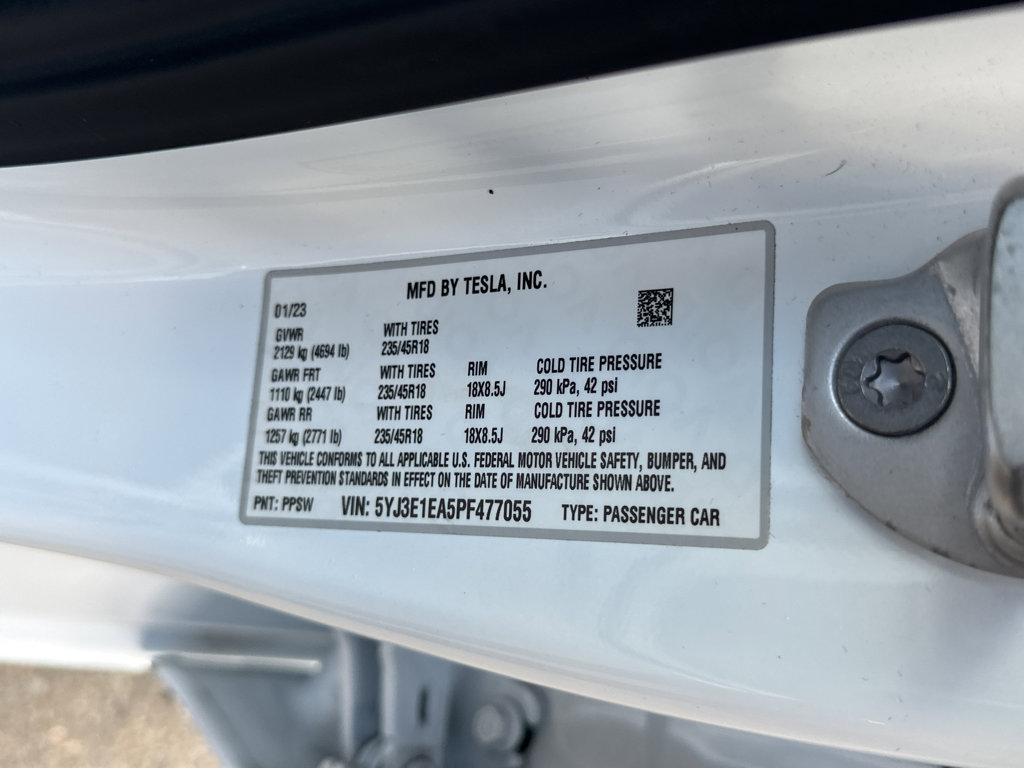 MFD BY TESLA, INC.
01/23
GVWR WITH TIRES
2129 kg (4694 lb) 235/45R18
GAWR FRT WITH TIRES RIM COLD TIRE PRESSURE
1110 kg (2447 lb) 235/45R18 18X8.5J 290 kPa, 42 psi
GAWR RR WITH TIRES RIM COLD TIRE PRESSURE
1257 kg (2771 lb) 235/45R18 18X8.5J 290 kPa, 42 psi
THIS VEHICLE CONFORMS TO ALL APPLICABLE U.S. FEDERAL MOTOR VEHICLE SAFETY, BUMPER, AND
THEFT PREVENTION STANDARDS IN EFFECT ON THE DATE OF MANUFACTURE SHOWN ABOVE.
PNT: PPSW VIN: 5YJ3E1EA5PF477055 TYPE: PASSENGER CAR